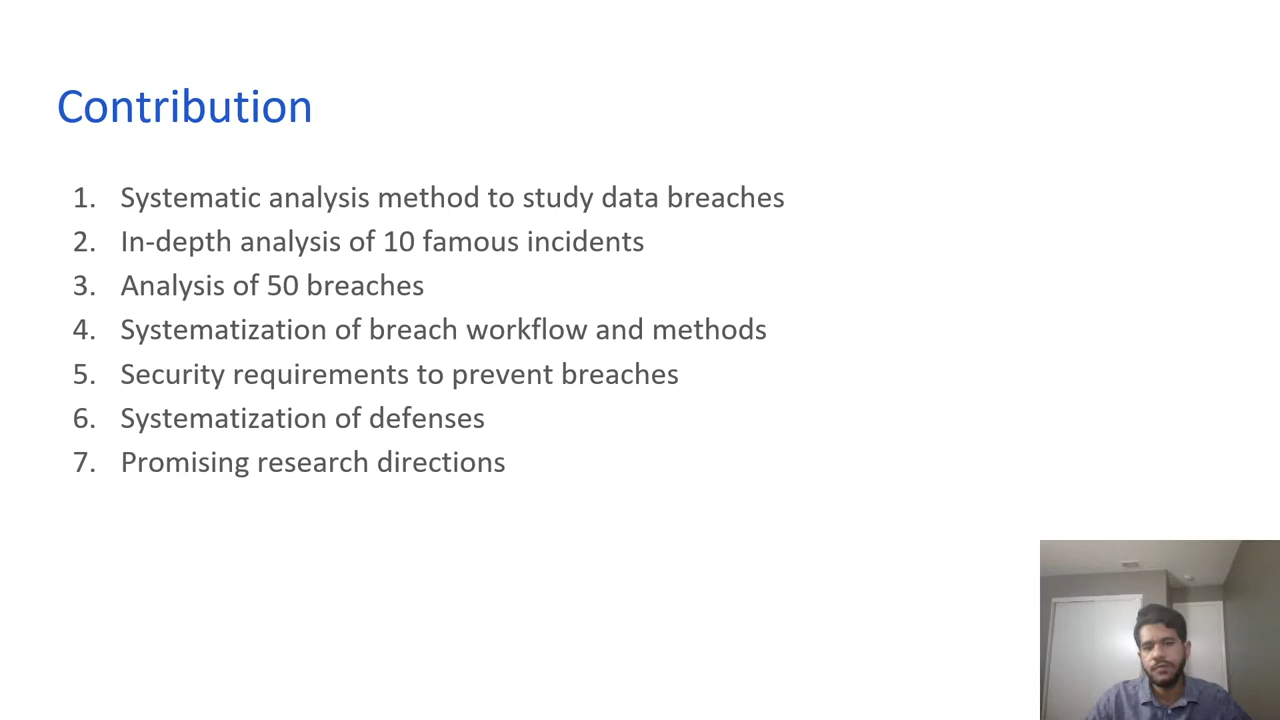 Contribution
1. Systematic analysis method to study data breaches
2. In-depth analysis of 10 famous incidents
3. Analysis of 50 breaches
4. Systematization of breach workflow and methods
5. Security requirements to prevent breaches
6. Systematization of defenses
7. Promising research directions